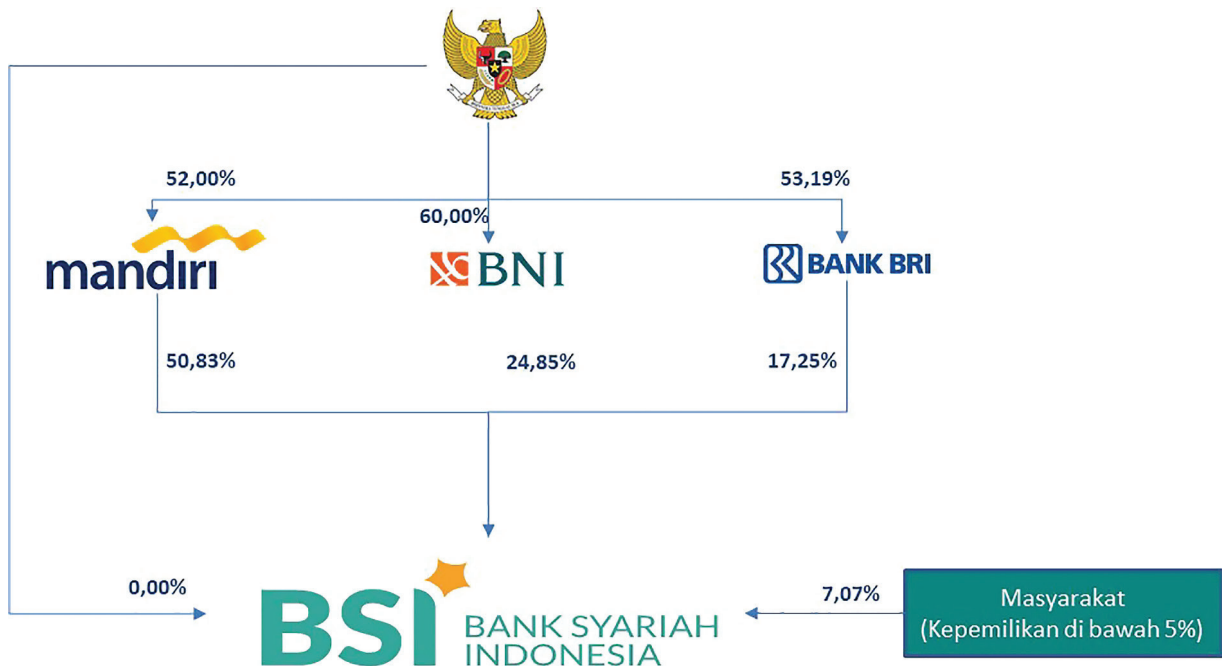 52,00%
53,19%
60,00%
mandırı
BNI
BANK BRI
50,83%
24,85%
17,25%
0,00%
BSI
BANK SYARIAH
INDONESIA
7,07%
Masyarakat
(Kepemilikan di bawah 5%)